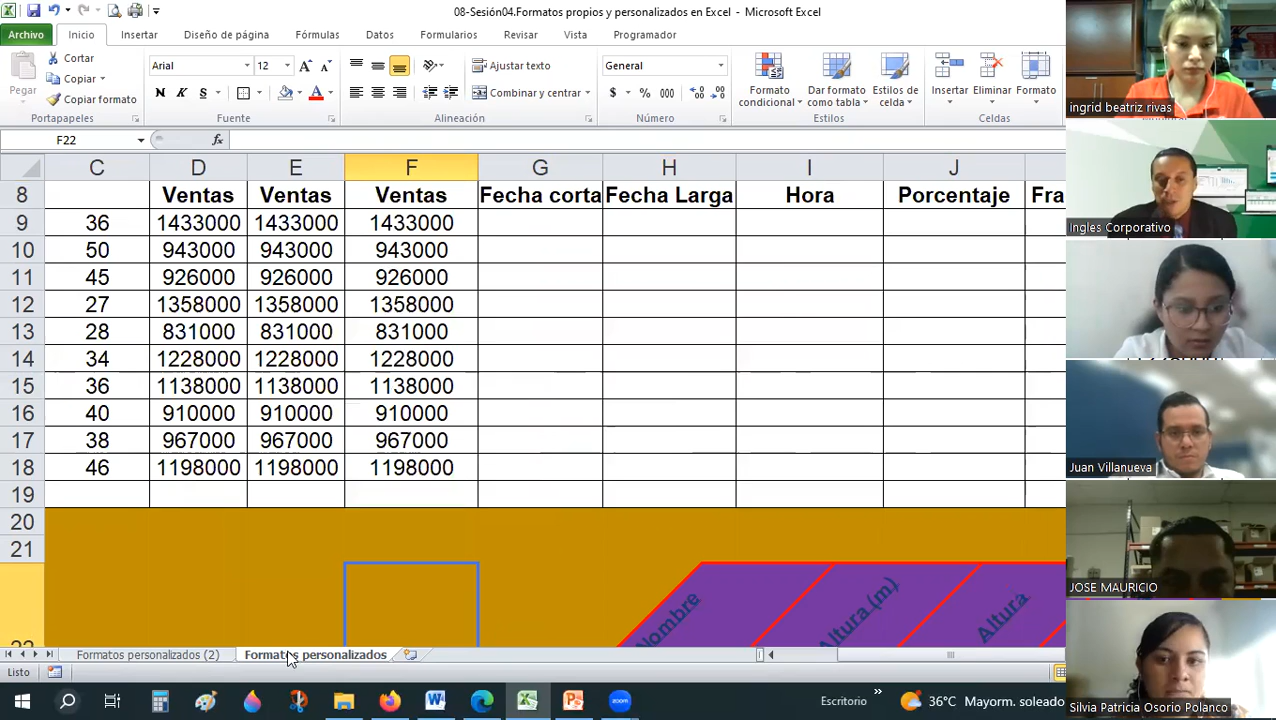 08-Sesión04.Formatos propios y personalizados en Excel - Microsoft Excel
Archivo Inicio Insertar Diseño de página Fórmulas Datos Formularios Revisar Vista Programador
Pegar
Cortar
Copiar
Copiar formato
Portapapeles
Arial 12
N K S
Fuente
Ajustar texto
Combinar y centrar
Alineación
General
$ % 000
Número
Formato condicional
Dar formato como tabla
Estilos de celda
Estilos
Insertar Eliminar Formato
Celdas
F22 fx
C D E F G H I J
8 Ventas Ventas Ventas Fecha corta Fecha Larga Hora Porcentaje Fra
9 36 1433000 1433000 1433000
10 50 943000 943000 943000
11 45 926000 926000 926000
12 27 1358000 1358000 1358000
13 28 831000 831000 831000
14 34 1228000 1228000 1228000
15 36 1138000 1138000 1138000
16 40 910000 910000 910000
17 38 967000 967000 967000
18 46 1198000 1198000 1198000
19
20
21
22
Nombre
Altura (m)
Altura
Formatos personalizados (2) Formatos personalizados
Listo
Escritorio
36°C Mayorm. soleado
zoom
ingrid beatriz rivas
Ingles Corporativo
Juan Villanueva
JOSE MAURICIO
Silvia Patricia Osorio Polanco